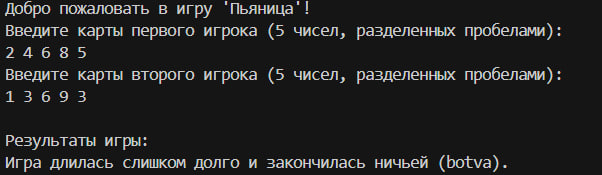 Добро пожаловать в игру 'Пьяница'!
Введите карты первого игрока (5 чисел, разделенных пробелами):
2 4 6 8 5
Введите карты второго игрока (5 чисел, разделенных пробелами):
1 3 6 9 3
Результаты игры:
Игра длилась слишком долго и закончилась ничьей (botva).